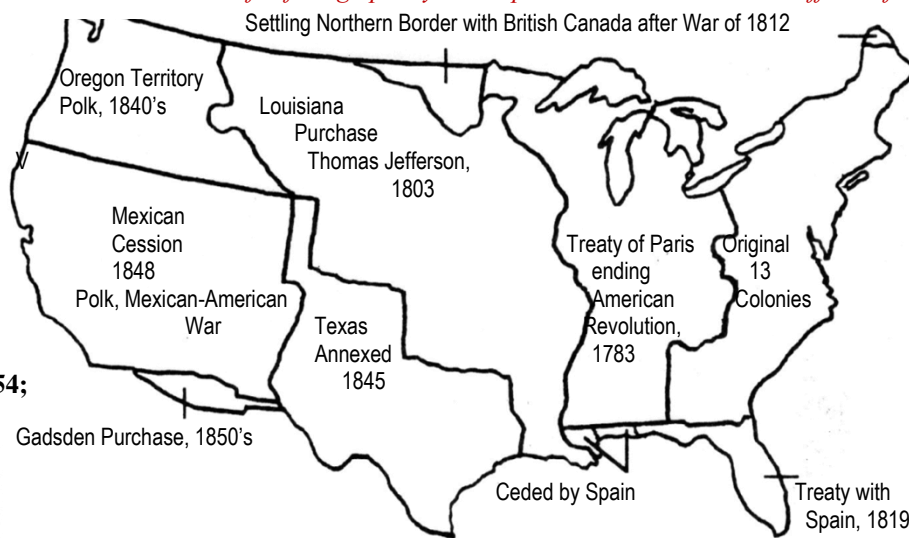 Settling Northern Border with British Canada after War of 1812
Oregon Territory
Polk, 1840's
Louisiana
Purchase
Thomas Jefferson,
1803
V
Mexican
Cession
1848
Polk, Mexican-American
War
Treaty of Paris
ending
American
Revolution,
1783
Original
13
Colonies
Texas
Annexed
1845
54;
Gadsden Purchase, 1850's
Ceded by Spain
Treaty with
Spain, 1819